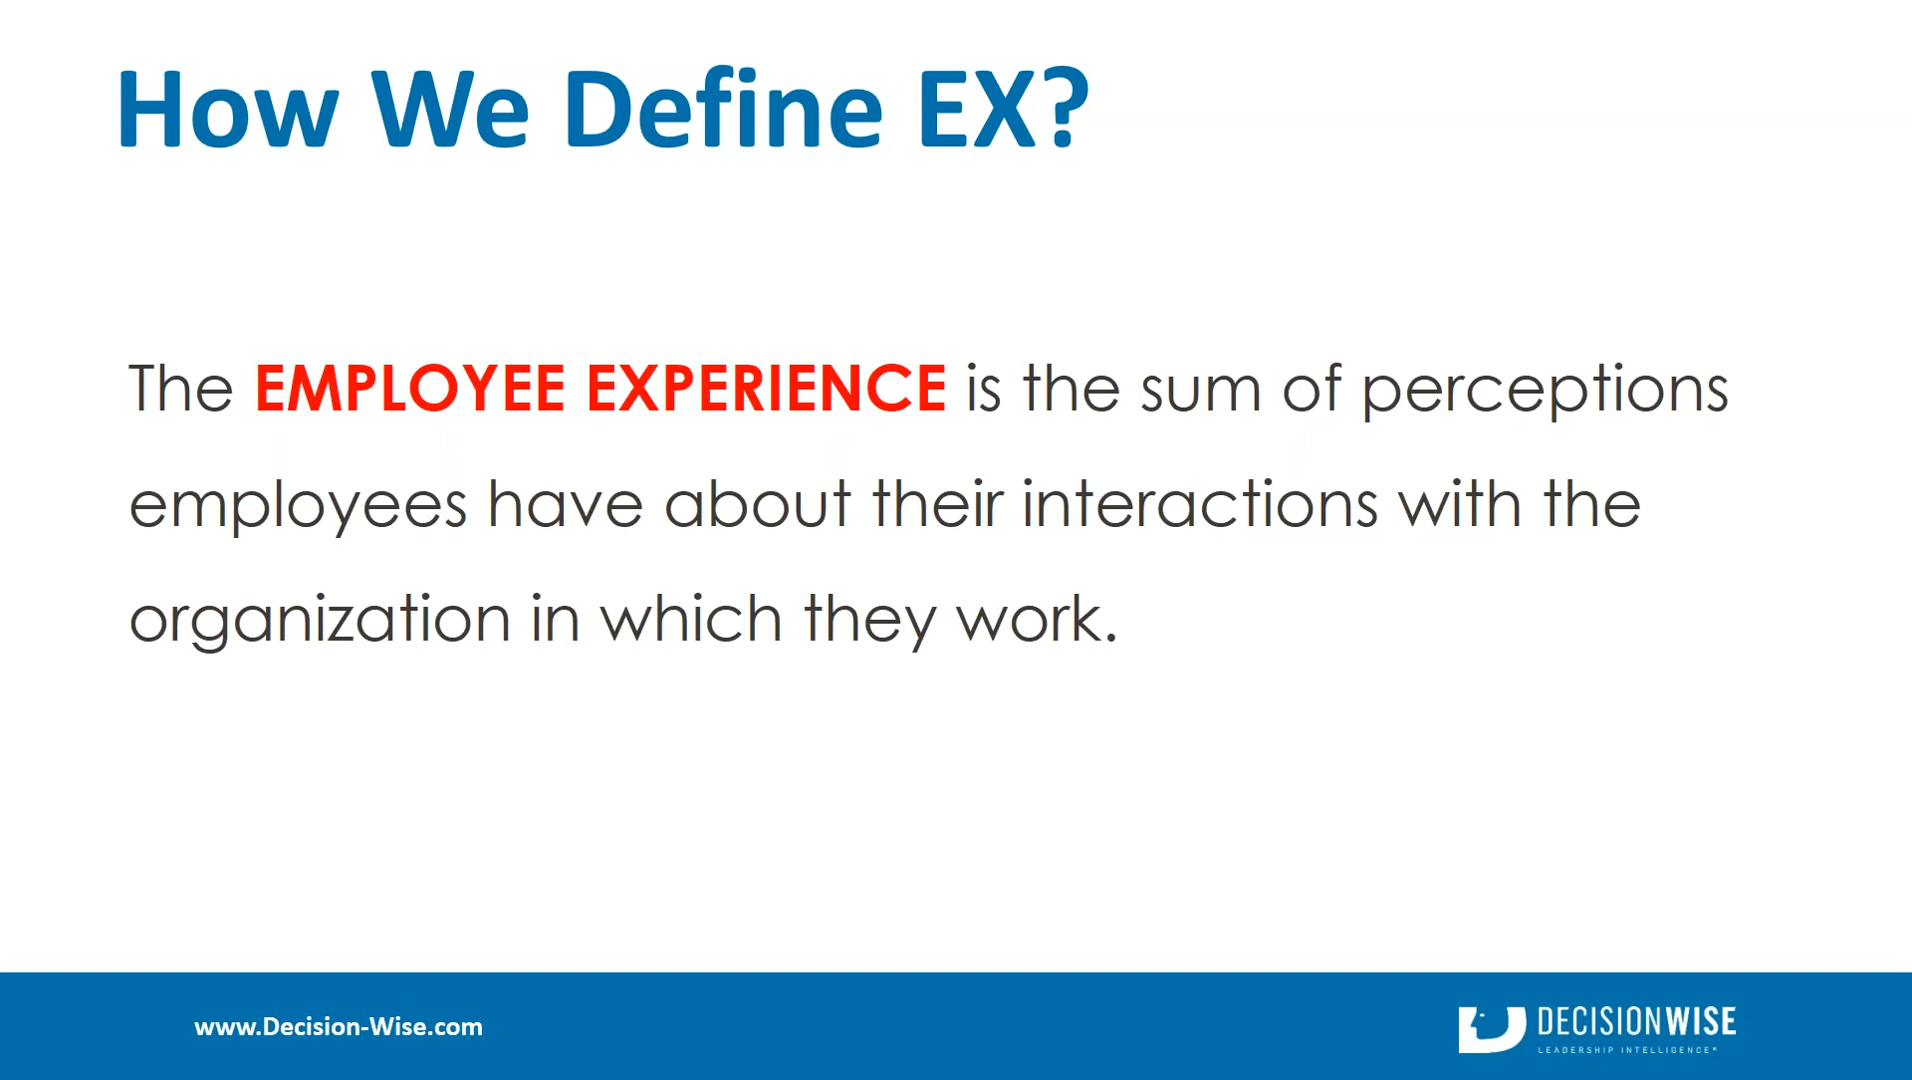 How We Define EX?
The EMPLOYEE EXPERIENCE is the sum of perceptions
employees have about their interactions with the
organization in which they work.
www.Decision-Wise.com
DECISIONWISE
LEADERSHIP INTELLIGENCE®